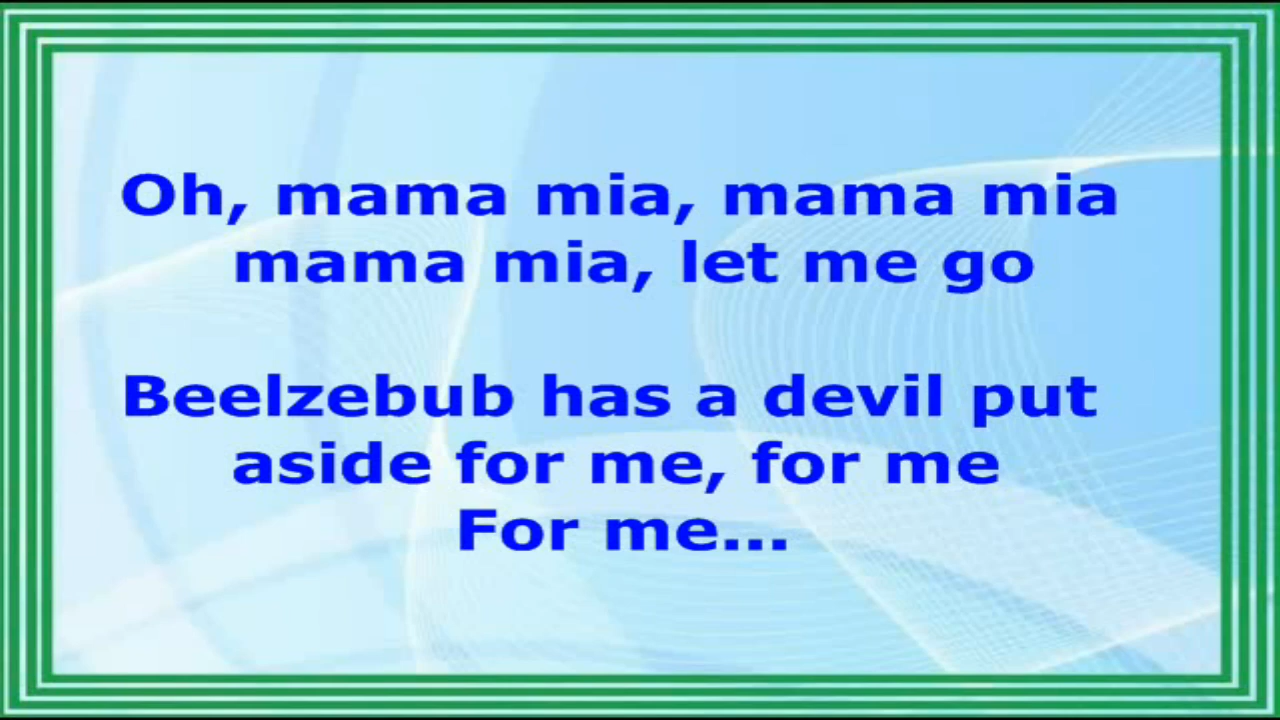 Oh, mama mia, mama mia
mama mia, let me go
Beelzebub has a devil put
aside for me, for me
For me...